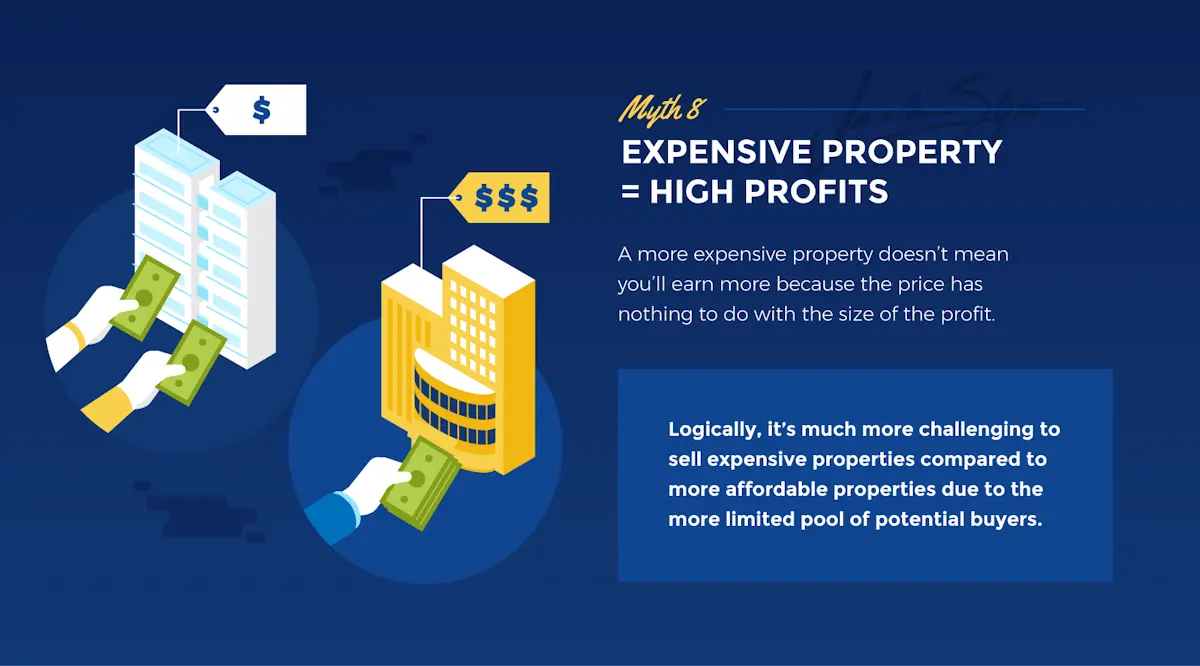 $
$$$
Myth 8
EXPENSIVE PROPERTY
= HIGH PROFITS
A more expensive property doesn’t mean
you’ll earn more because the price has
nothing to do with the size of the profit.
Logically, it’s much more challenging to
sell expensive properties compared to
more affordable properties due to the
more limited pool of potential buyers.